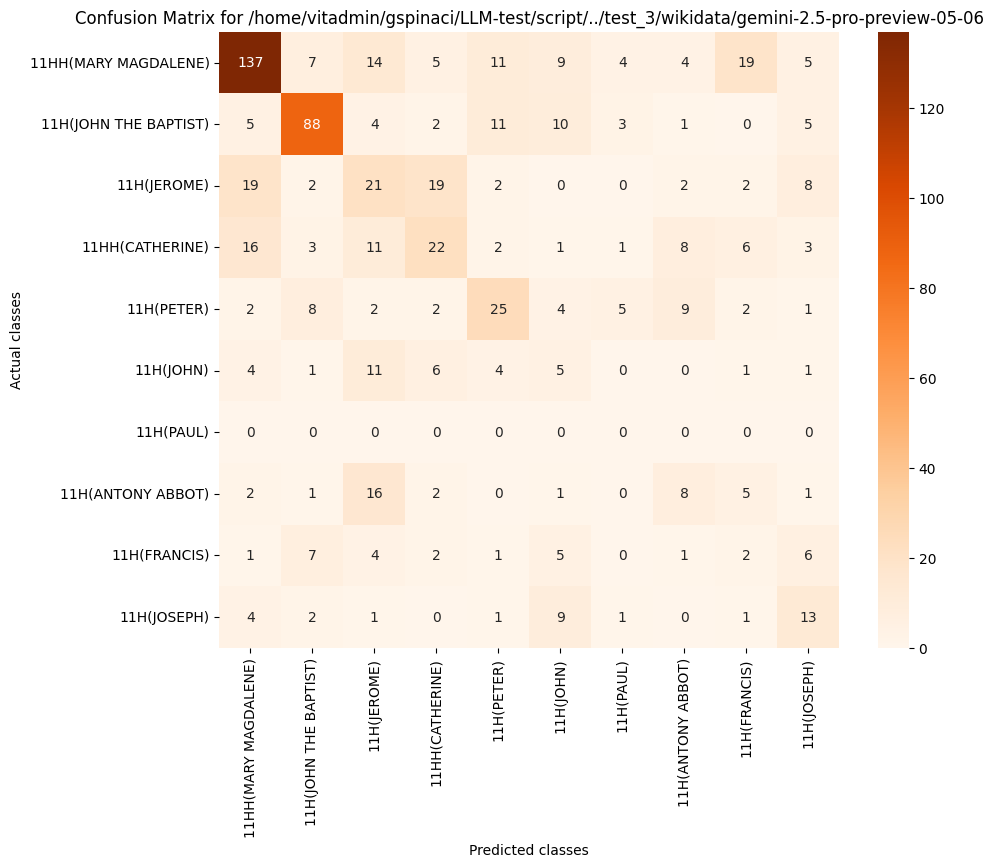 Confusion Matrix for /home/vitadmin/gspinaci/LLM-test/script/../test_3/wikidata/gemini-2.5-pro-preview-05-06
Actual classes
11HH(MARY MAGDALENE) 137 7 14 5 11 9 4 4 19 5
11H(JOHN THE BAPTIST) 5 88 4 2 11 10 3 1 0 5
11H(JEROME) 19 2 21 19 2 0 0 2 2 8
11HH(CATHERINE) 16 3 11 22 2 1 1 8 6 3
11H(PETER) 2 8 2 2 25 4 5 9 2 1
11H(JOHN) 4 1 11 6 4 5 0 0 1 1
11H(PAUL) 0 0 0 0 0 0 0 0 0 0
11H(ANTONY ABBOT) 2 1 16 2 0 1 0 8 5 1
11H(FRANCIS) 1 7 4 2 1 5 0 1 2 6
11H(JOSEPH) 4 2 1 0 1 9 1 0 1 13
11HH(MARY MAGDALENE)
11H(JOHN THE BAPTIST)
11H(JEROME)
11HH(CATHERINE)
11H(PETER)
11H(JOHN)
11H(PAUL)
11H(ANTONY ABBOT)
11H(FRANCIS)
11H(JOSEPH)
Predicted classes
120
100
80
60
40
20
0